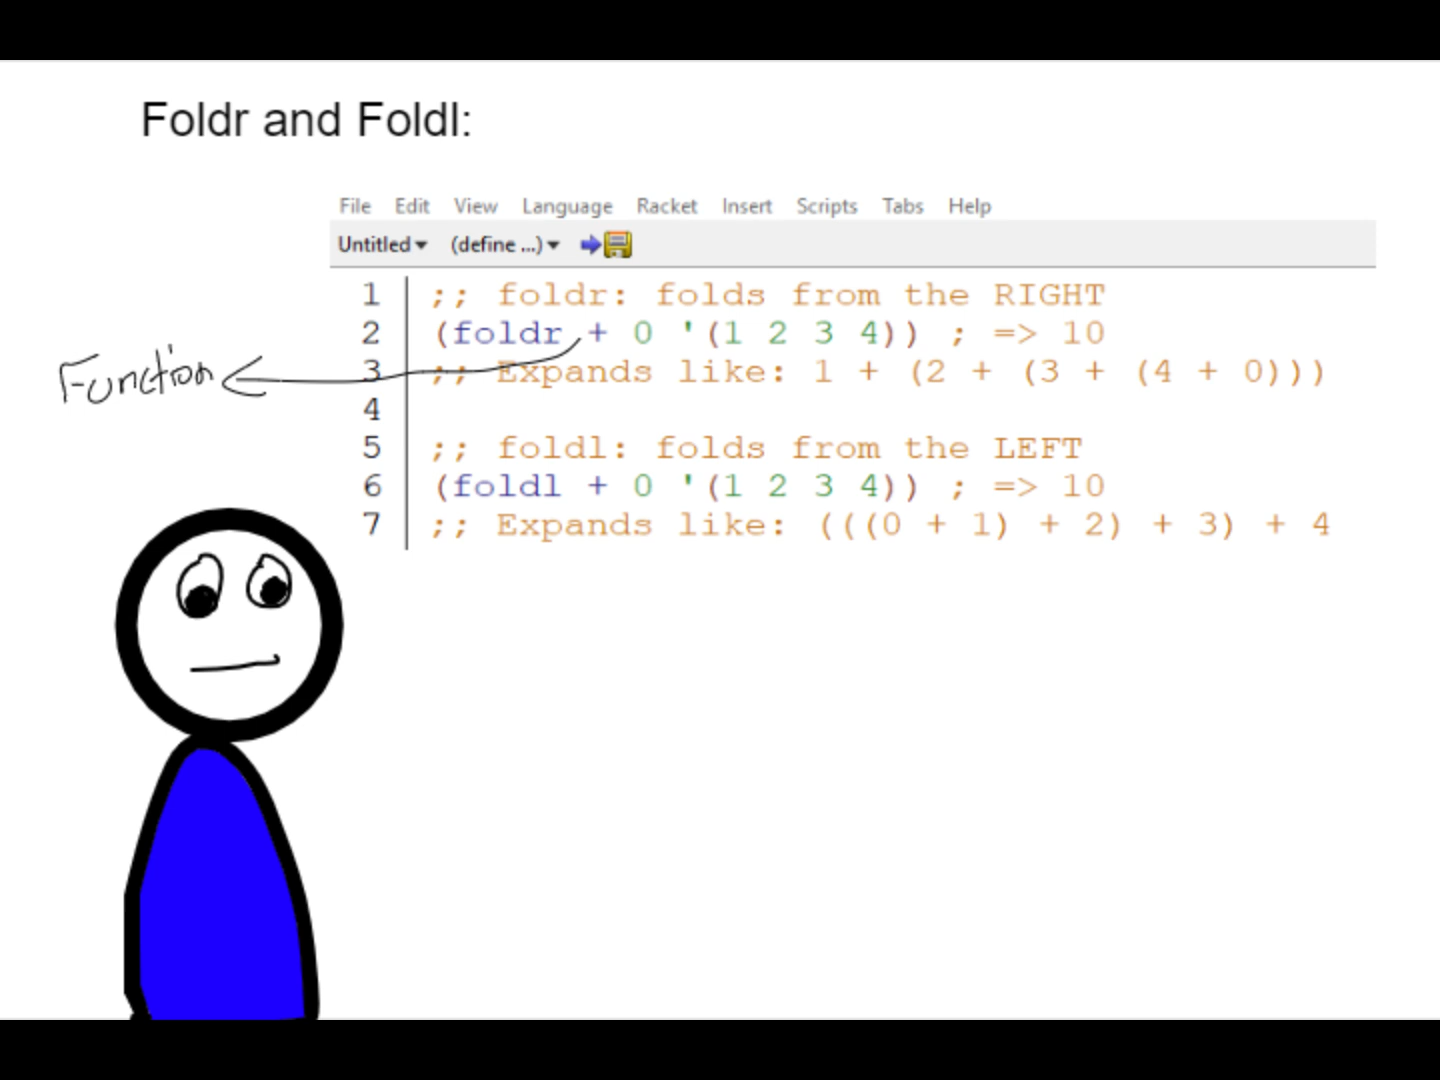 Foldr and Foldl:
File Edit View Language Racket Insert Scripts Tabs Help
Untitled (define ...)
1 ;; foldr: folds from the RIGHT
2 (foldr + 0 '(1 2 3 4)) ; => 10
Function
3 ;; Expands like: 1 + (2 + (3 + (4 + 0)))
4
5 ;; foldl: folds from the LEFT
6 (foldl + 0 '(1 2 3 4)) ; => 10
7 ;; Expands like: (((0 + 1) + 2) + 3) + 4